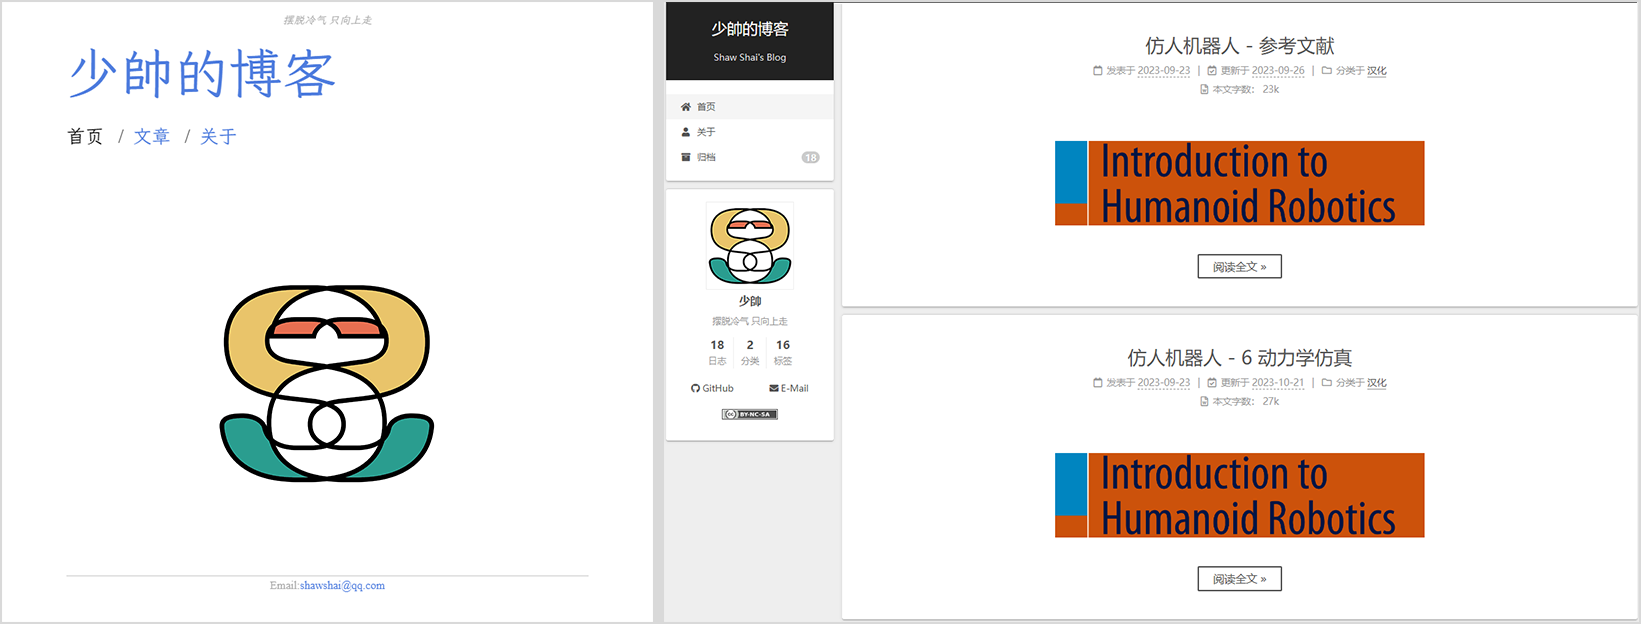 摆脱冷气 只向上走
少帥的博客
首页 / 文章 / 关于
Email:shawshai@qq.com
少帥的博客
Shaw Shai's Blog
首页
关于
归档 18
少帥
摆脱冷气 只向上走
18 2 16
日志 分类 标签
GitHub E-Mail
cc BY-NC-SA
仿人机器人 - 参考文献
发表于 2023-09-23 | 更新于 2023-09-26 | 分类于 汉化
本文字数： 23k
Introduction to
Humanoid Robotics
阅读全文 »
仿人机器人 - 6 动力学仿真
发表于 2023-09-23 | 更新于 2023-10-21 | 分类于 汉化
本文字数： 27k
Introduction to
Humanoid Robotics
阅读全文 »